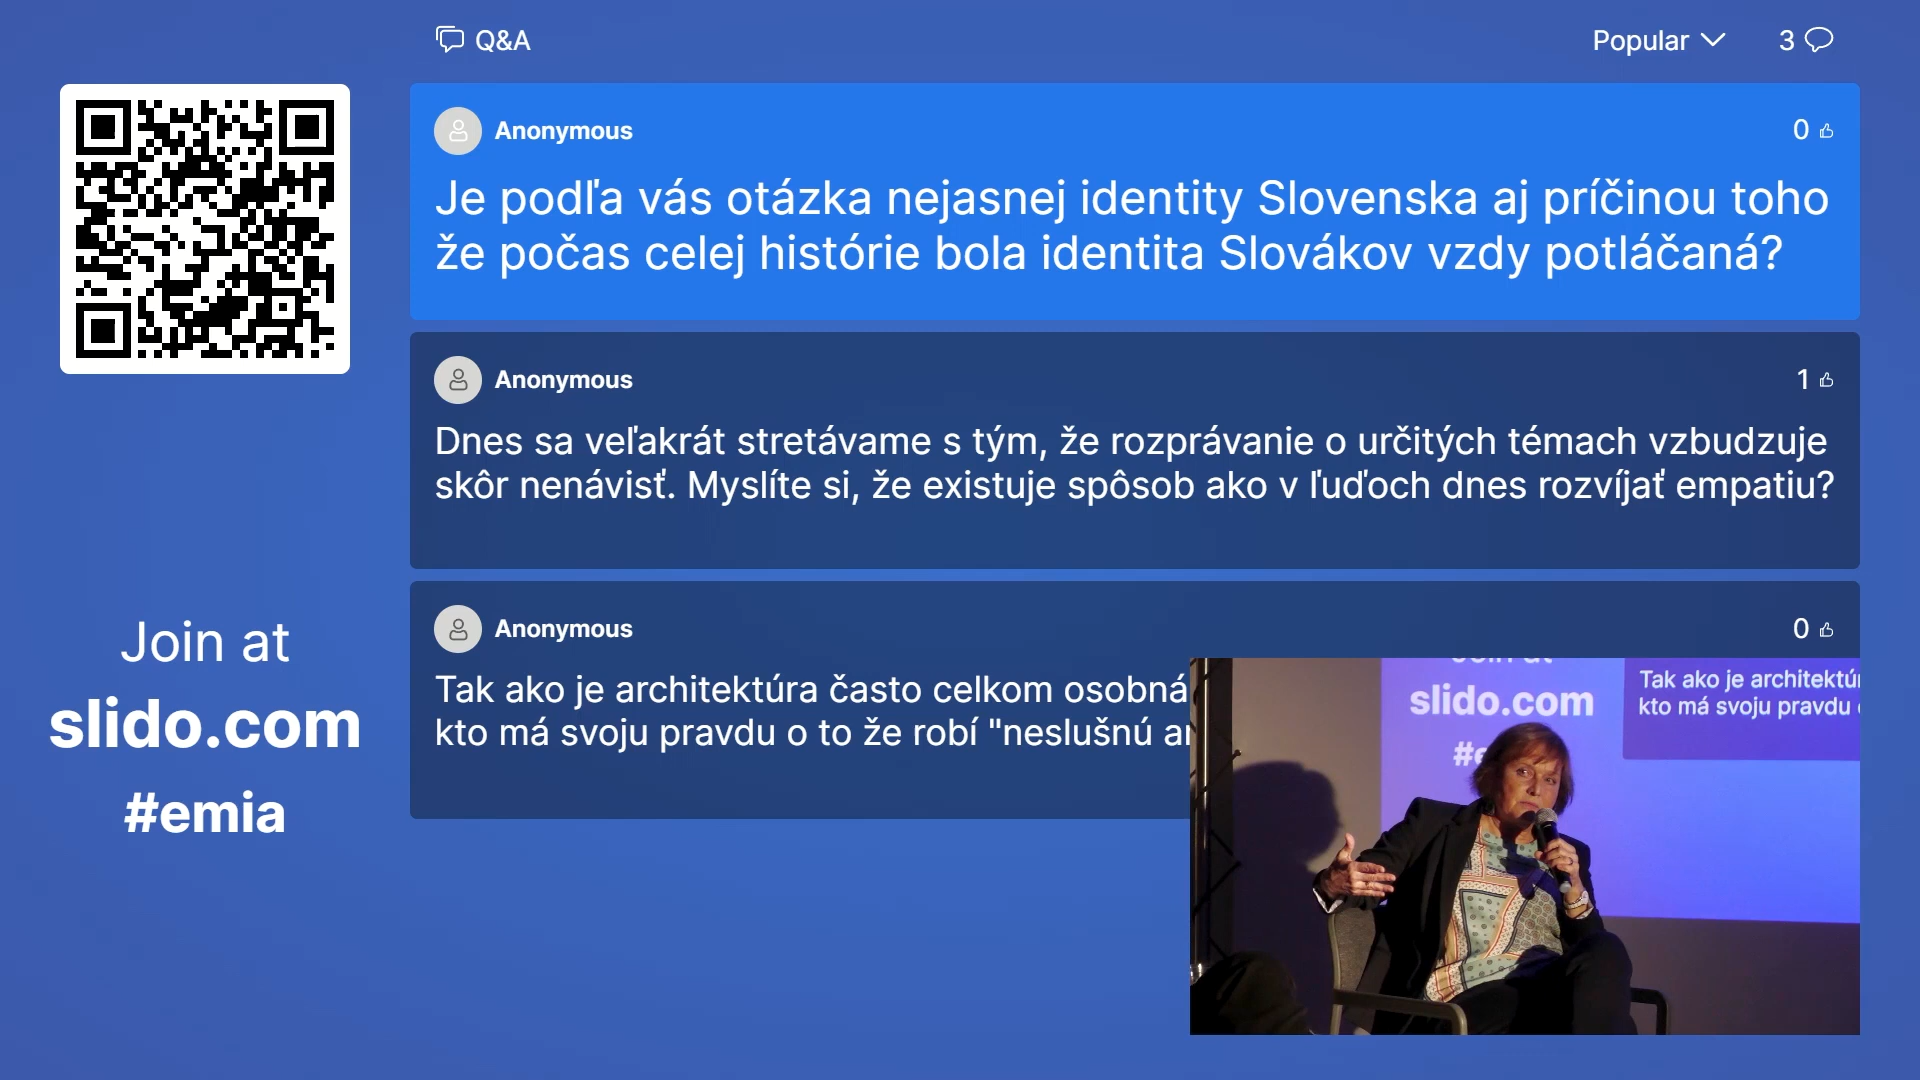 Q&A
Popular
3
Anonymous
0
Je podľa vás otázka nejasnej identity Slovenska aj príčinou toho
že počas celej histórie bola identita Slovákov vzdy potláčaná?
Anonymous
1
Dnes sa veľakrát stretávame s tým, že rozprávanie o určitých témach vzbudzuje
skôr nenávisť. Myslíte si, že existuje spôsob ako v ľuďoch dnes rozvíjať empatiu?
Anonymous
0
Tak ako je architektúra často celkom osobná
kto má svoju pravdu o to že robí "neslušnú
Join at
slido.com
#emia
Join at
slido.com
Tak ako je
kto má svoju pravdu